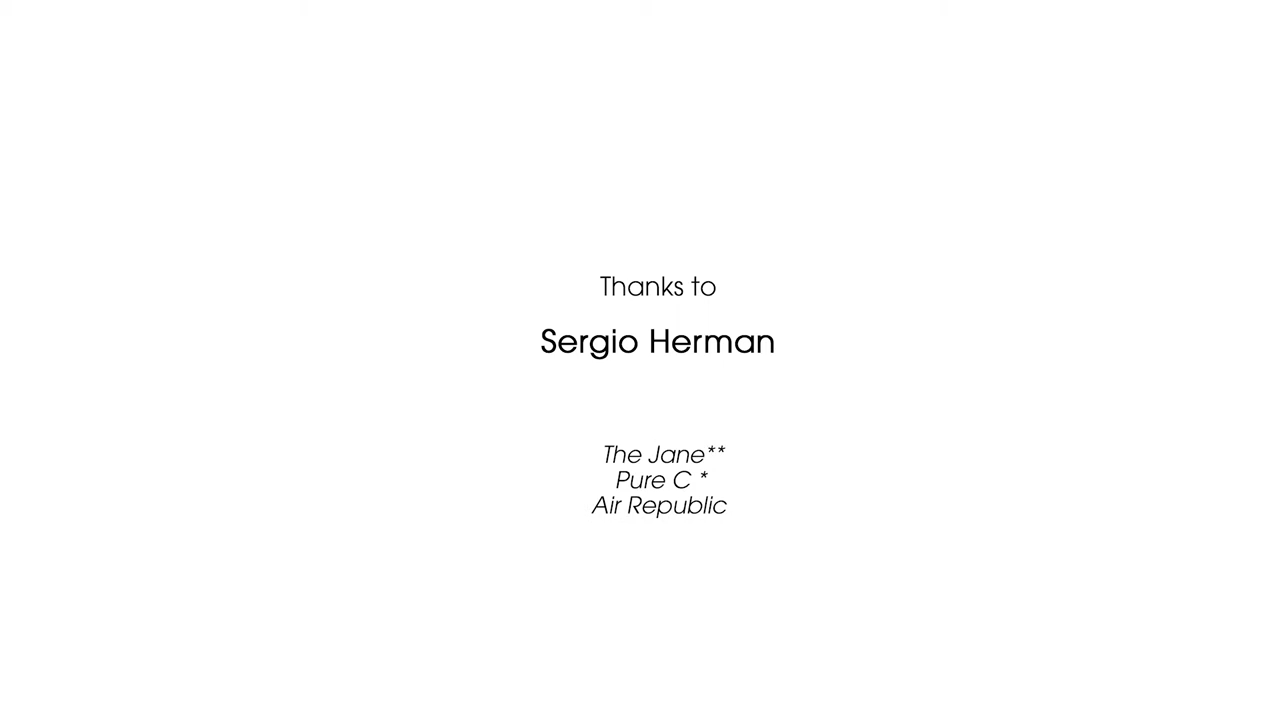 Thanks to
Sergio Herman
The Jane**
Pure C *
Air Republic